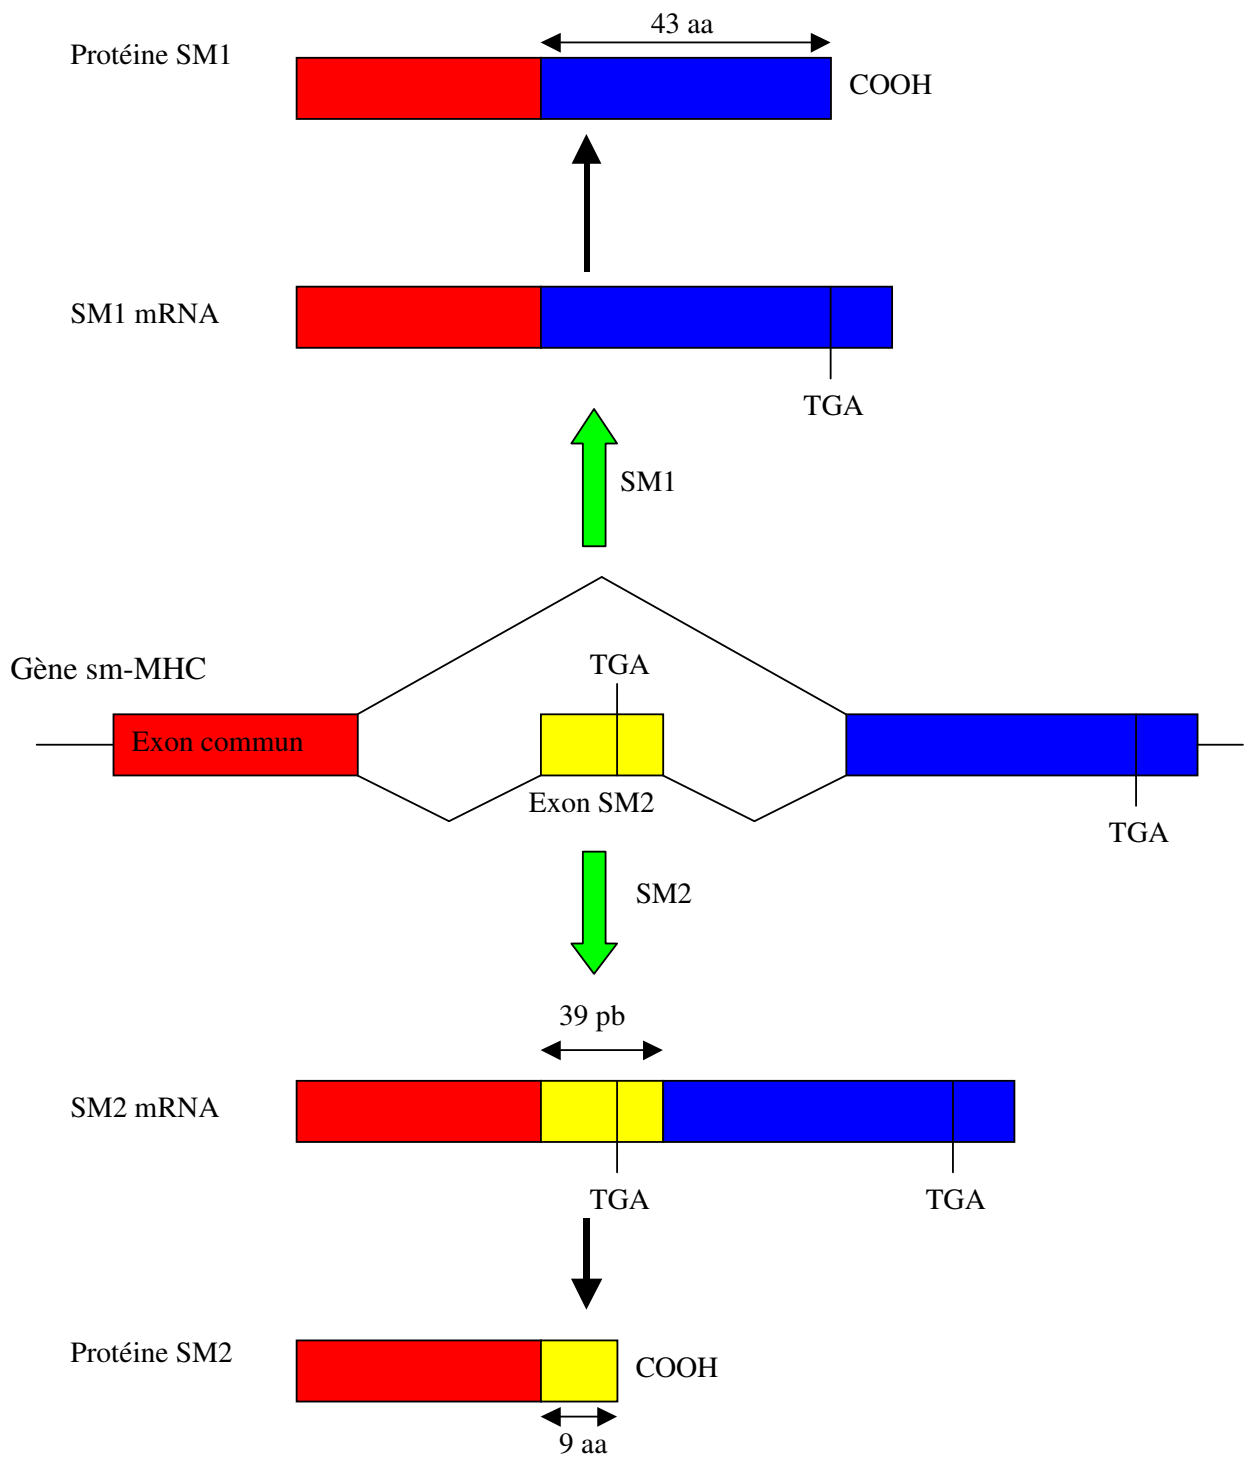 43 aa
Protéine SM1
COOH
SM1 mRNA
TGA
SM1
Gène sm-MHC
TGA
Exon commun
Exon SM2
TGA
SM2
39 pb
SM2 mRNA
TGA TGA
Protéine SM2
COOH
9 aa